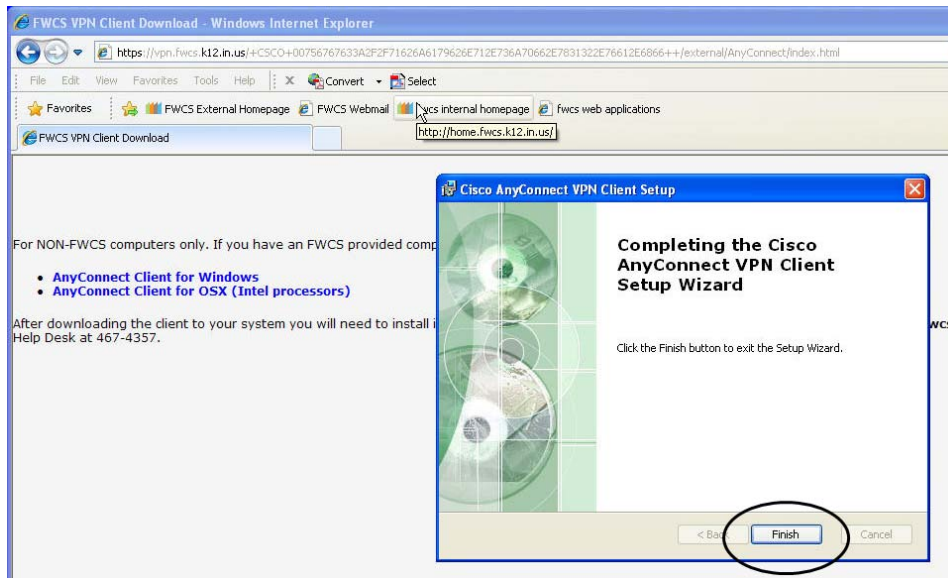 FWCS VPN Client Download - Windows Internet Explorer
https://vpn.fwcs.k12.in.us/+CSCO+00756767633A2F2F71626A6179626E712E736A70662E7831322E76612E6866++/external/AnyConnect/index.html
File Edit View Favorites Tools Help X Convert Select
Favorites FWCS External Homepage FWCS Webmail fwcs internal homepage fwcs web applications
FWCS VPN Client Download
http://home.fwcs.k12.in.us/
Cisco AnyConnect VPN Client Setup
For NON-FWCS computers only. If you have an FWCS provided comp
AnyConnect Client for Windows
AnyConnect Client for OSX (Intel processors)
After downloading the client to your system you will need to install i
Help Desk at 467-4357.
Completing the Cisco
AnyConnect VPN Client
Setup Wizard
Click the Finish button to exit the Setup Wizard.
< Back Finish Cancel